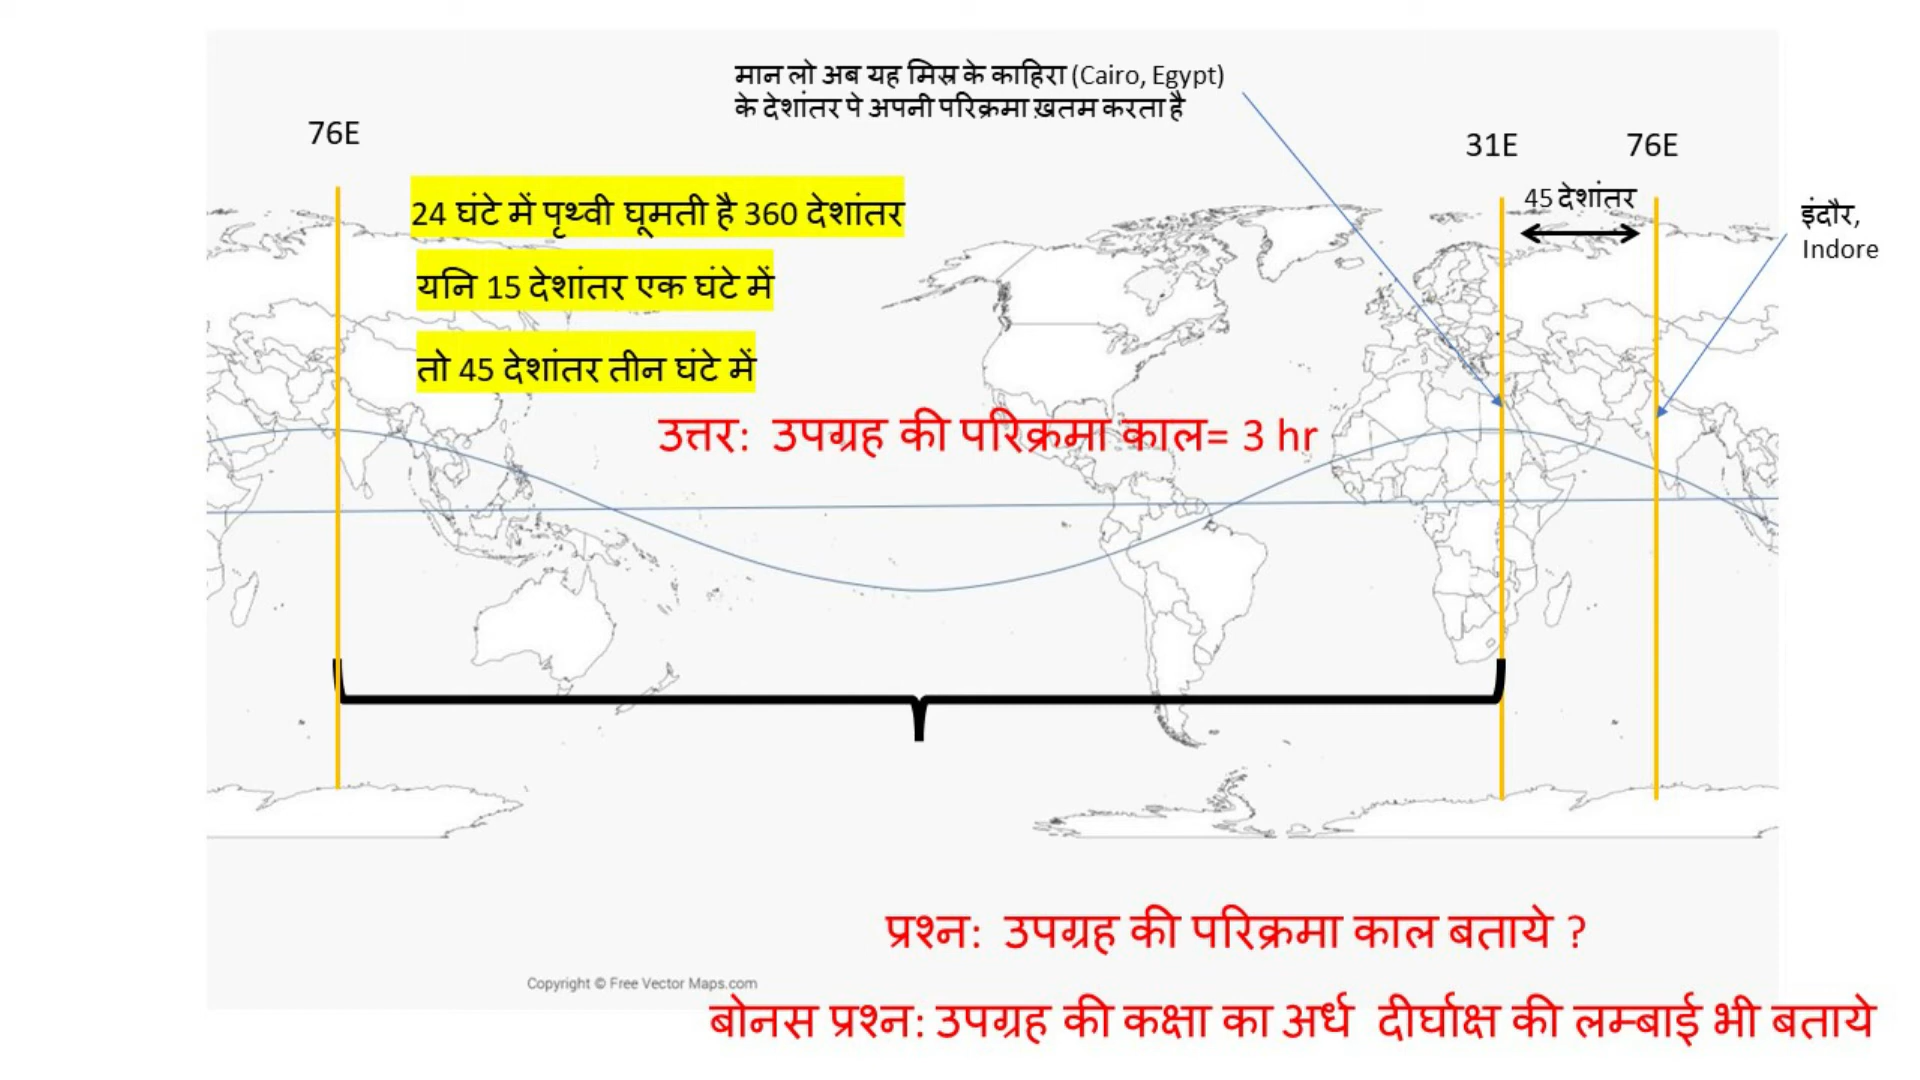 मान लो अब यह मिस्र के काहिरा (Cairo, Egypt)
के देशांतर पे अपनी परिक्रमा ख़तम करता है
76E
31E
76E
45 देशांतर
इंदौर,
Indore
24 घंटे में पृथ्वी घूमती है 360 देशांतर
यनि 15 देशांतर एक घंटे में
तो 45 देशांतर तीन घंटे में
उत्तर: उपग्रह की परिक्रमा काल= 3 hr
प्रश्न: उपग्रह की परिक्रमा काल बताये ?
Copyright © Free Vector Maps.com
बोनस प्रश्न: उपग्रह की कक्षा का अर्ध दीर्घाक्ष की लम्बाई भी बताये